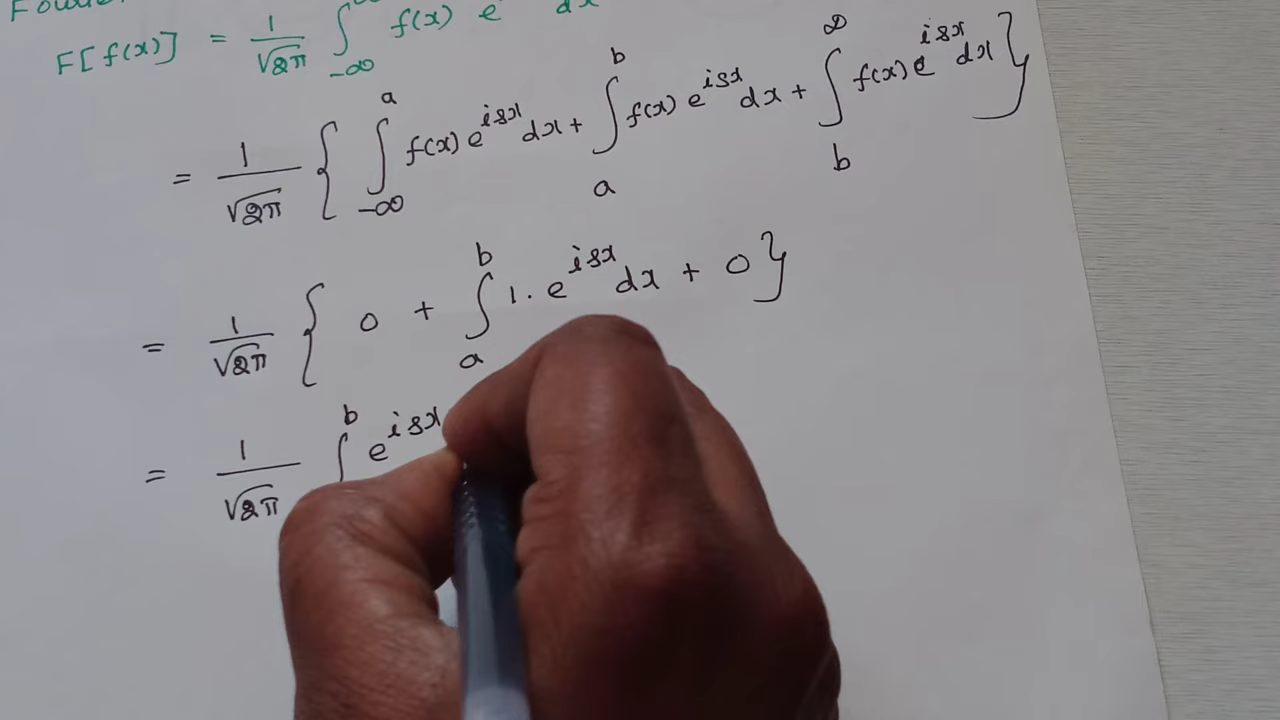 F[f(x)] = 1/√2π ∫_{-∞} f(x) e dx
= 1/√2π { ∫_{-∞}^{a} f(x) e^{isx} dx + ∫_{a}^{b} f(x) e^{isx} dx + ∫_{b}^{∞} f(x) e^{isx} dx }
= 1/√2π { 0 + ∫_{a}^{b} 1. e^{isx} dx + 0 }
= 1/√2π ∫^{b} e^{isx}